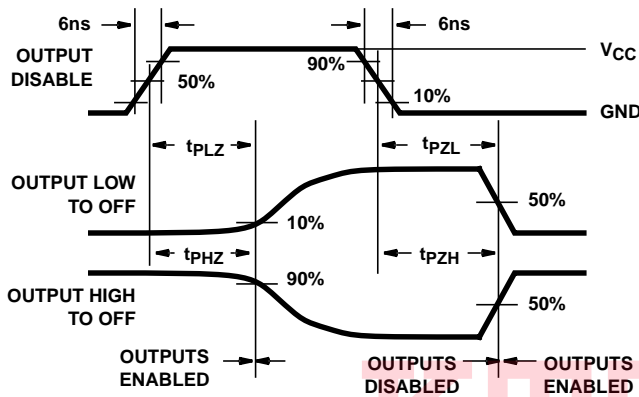 6ns
6ns
OUTPUT
DISABLE
50%
90%
10%
VCC
GND
tPLZ
tPZL
OUTPUT LOW
TO OFF
10%
50%
tPHZ
tPZH
90%
OUTPUT HIGH
TO OFF
50%
OUTPUTS
ENABLED
OUTPUTS
DISABLED
OUTPUTS
ENABLED